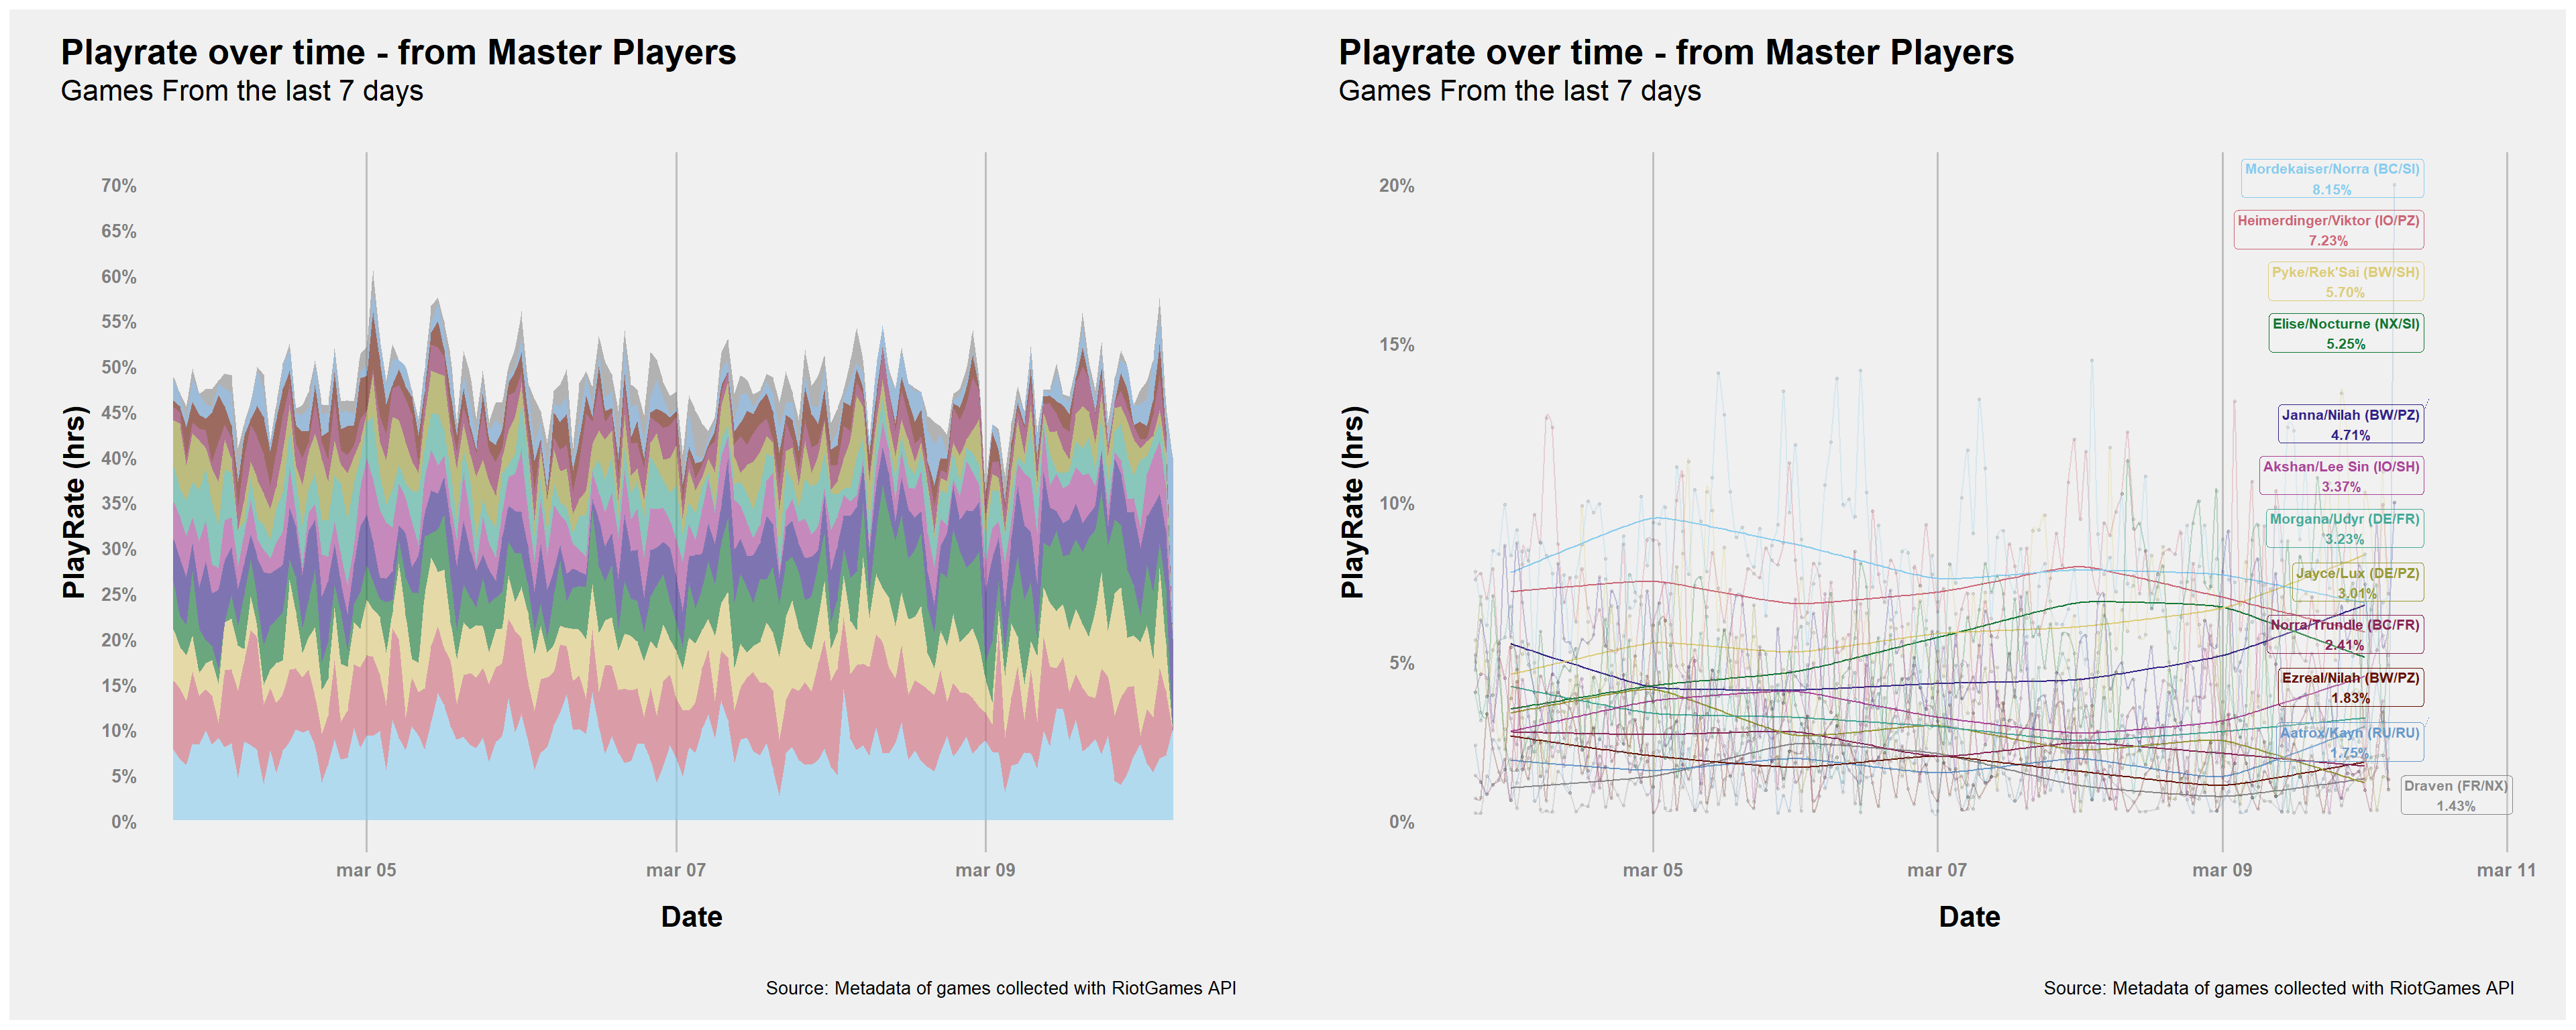 Playrate over time - from Master Players
Games From the last 7 days
70%
65%
60%
55%
50%
45%
40%
35%
30%
25%
20%
15%
10%
5%
0%
PlayRate (hrs)
mar 05
mar 07
mar 09
Date
Source: Metadata of games collected with RiotGames API
Playrate over time - from Master Players
Games From the last 7 days
20%
15%
10%
5%
0%
PlayRate (hrs)
Mordekaiser/Norra (BC/SI)
8.15%
Heimerdinger/Viktor (IO/PZ)
7.23%
Pyke/Rek'Sai (BW/SH)
5.70%
Elise/Nocturne (NX/SI)
5.25%
Janna/Nilah (BW/PZ)
4.71%
Akshan/Lee Sin (IO/SH)
3.37%
Morgana/Udyr (DE/FR)
3.23%
Jayce/Lux (DE/PZ)
3.01%
Norra/Trundle (BC/FR)
2.41%
Ezreal/Nilah (BW/PZ)
1.83%
Aatrox/Kayn (RU/RU)
1.75%
Draven (FR/NX)
1.43%
mar 05
mar 07
mar 09
mar 11
Date
Source: Metadata of games collected with RiotGames API